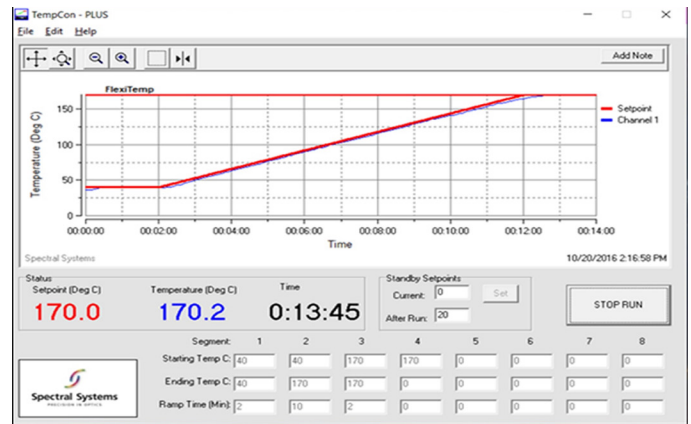 TempCon - PLUS
File Edit Help
Add Note
FlexiTemp
Temperature (Deg C)
150
100
50
0
Setpoint
Channel 1
00:00:00 00:02:00 00:04:00 00:06:00 00:08:00 00:10:00 00:12:00 00:14:00
Time
Spectral Systems
10/20/2016 2:16:58 PM
Status
Setpoint (Deg C) Temperature (Deg C) Time
170.0 170.2 0:13:45
Standby Setpoints
Current: 0 Set
After Run: 20
STOP RUN
Segment: 1 2 3 4 5 6 7 8
Starting Temp C: 40 40 170 170 0 0 0 0
Ending Temp C: 40 170 170 0 0 0 0 0
Ramp Time (Min): 2 10 2 0 0 0 0 0
Spectral Systems
PRECISION IN OPTICS